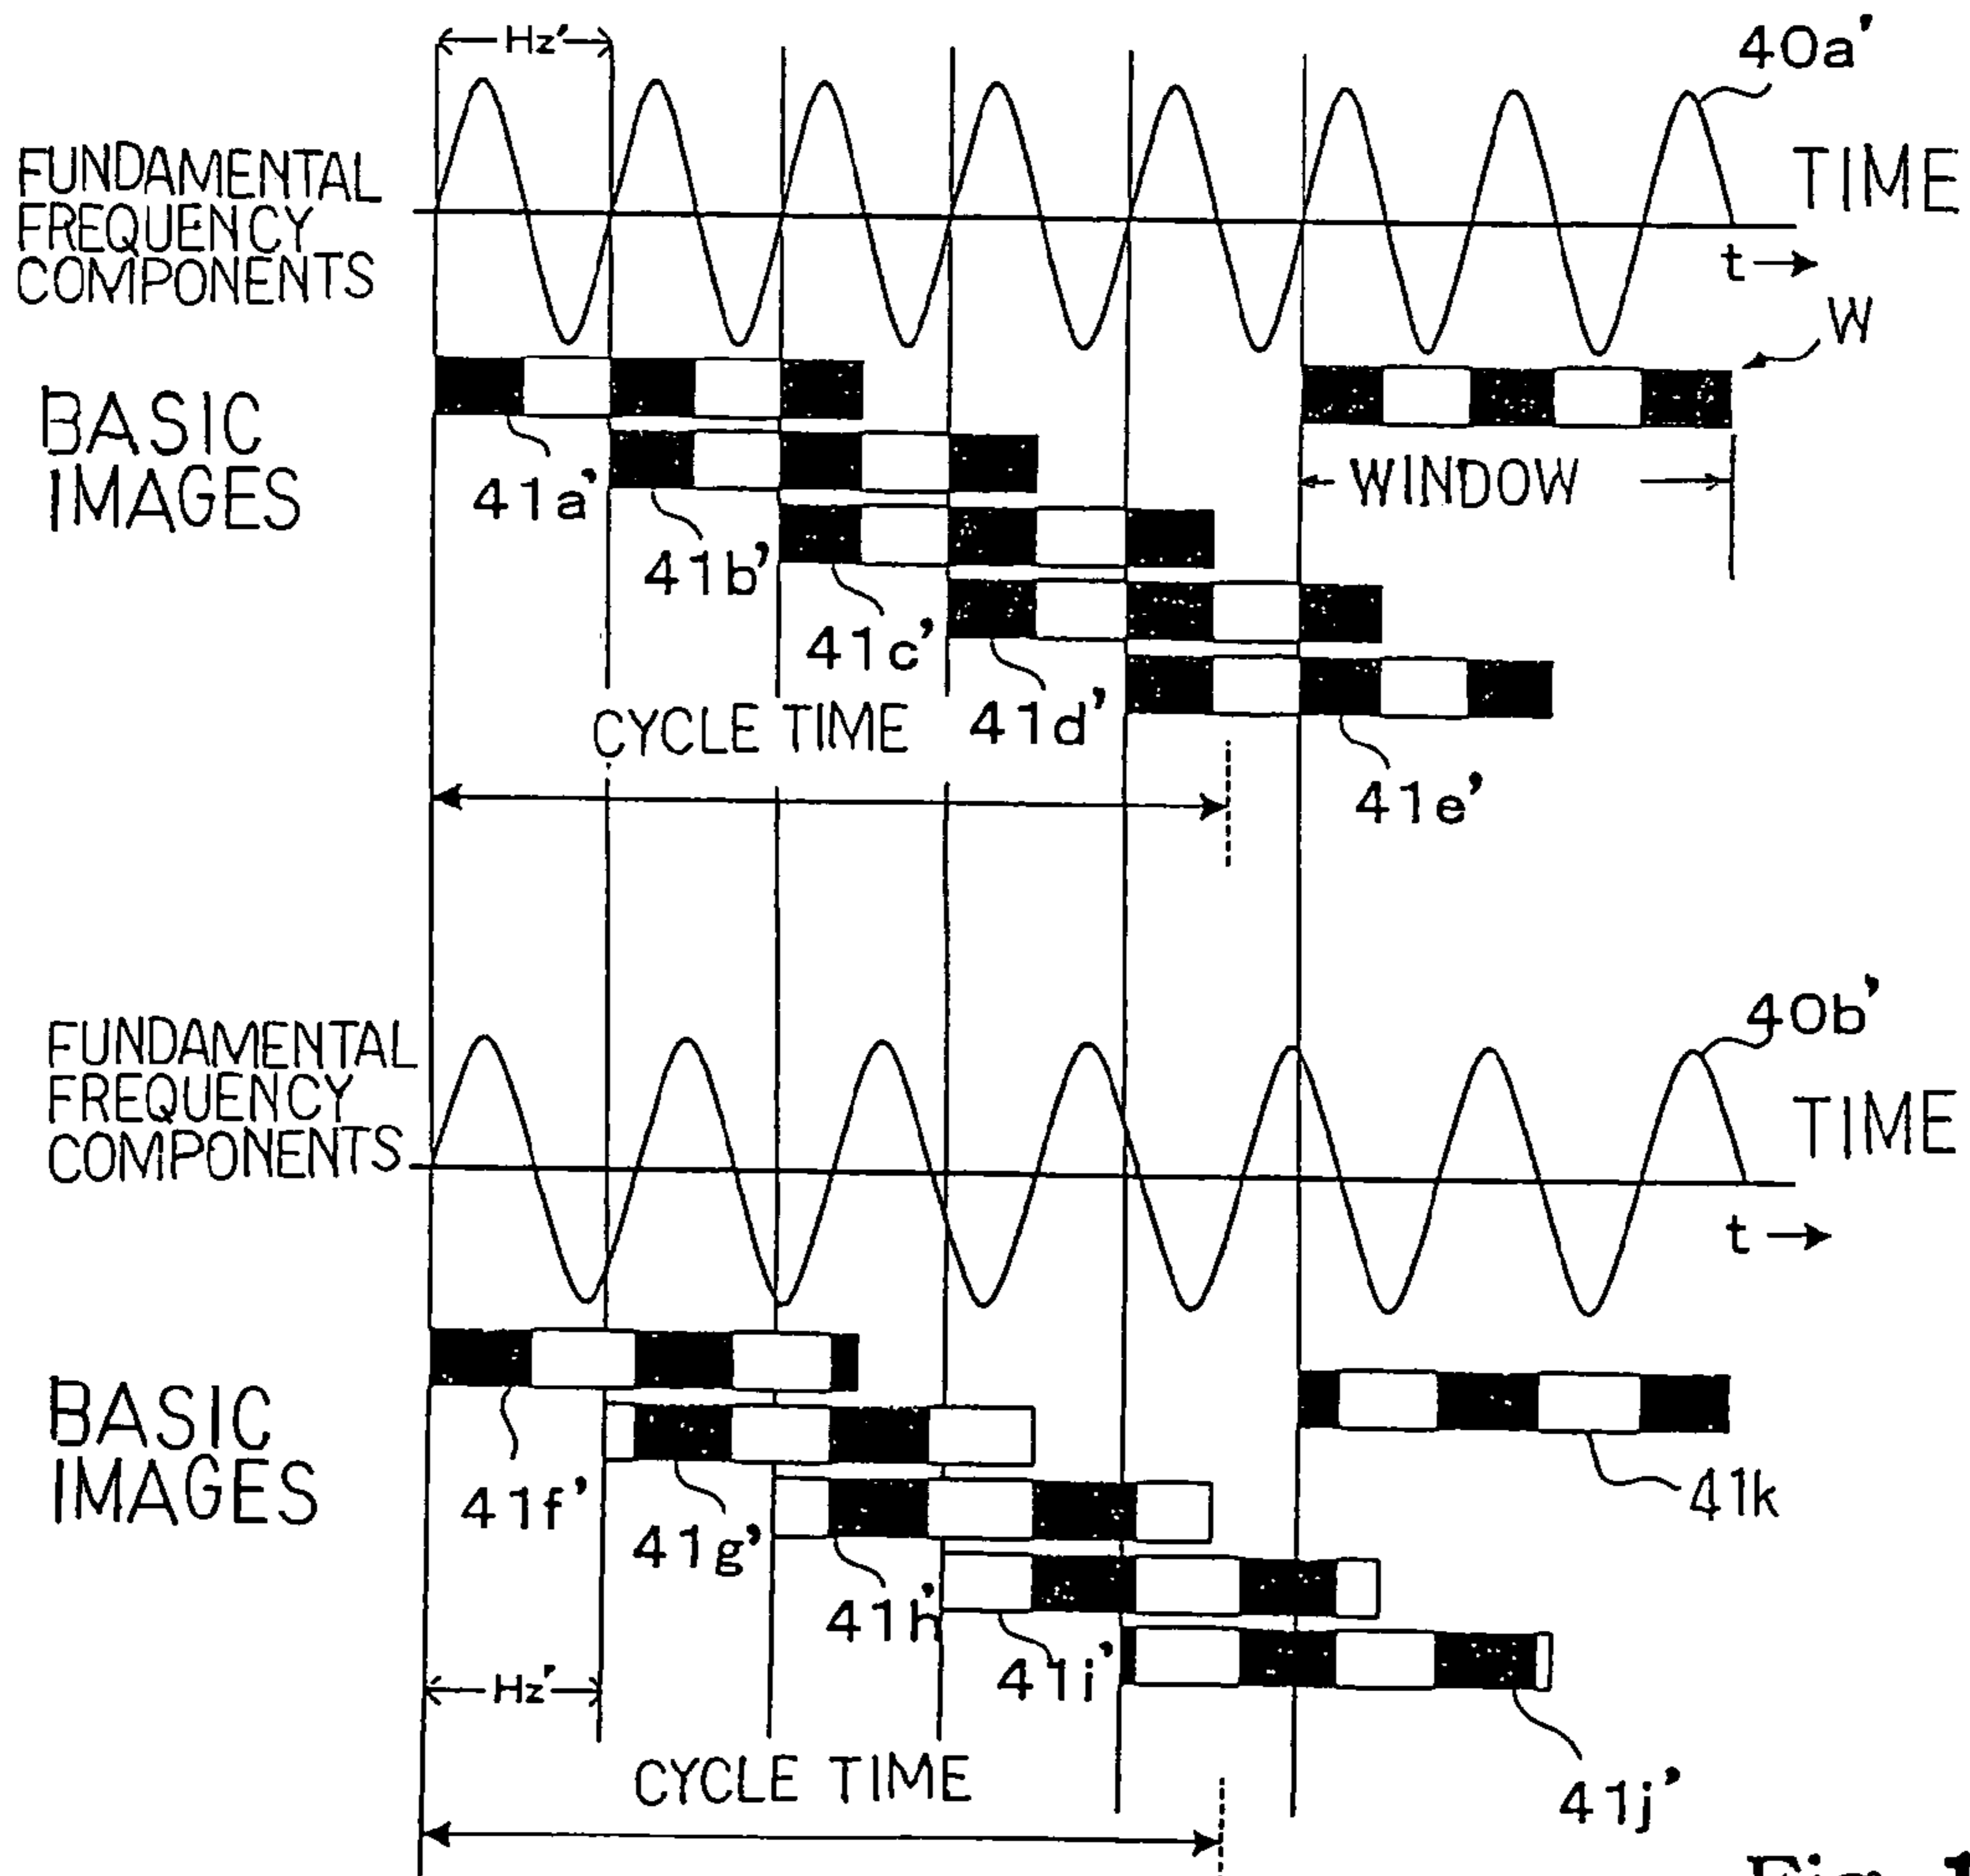 Hz'
40a'
FUNDAMENTAL
FREQUENCY
COMPONENTS
TIME
t
W
BASIC
IMAGES
41a'
WINDOW
41b'
41c'
41d'
CYCLE TIME
41e'
40b'
FUNDAMENTAL
FREQUENCY
COMPONENTS
TIME
t
BASIC
IMAGES
41f'
41k
41g'
41h'
41i'
Hz'
CYCLE TIME
41j'